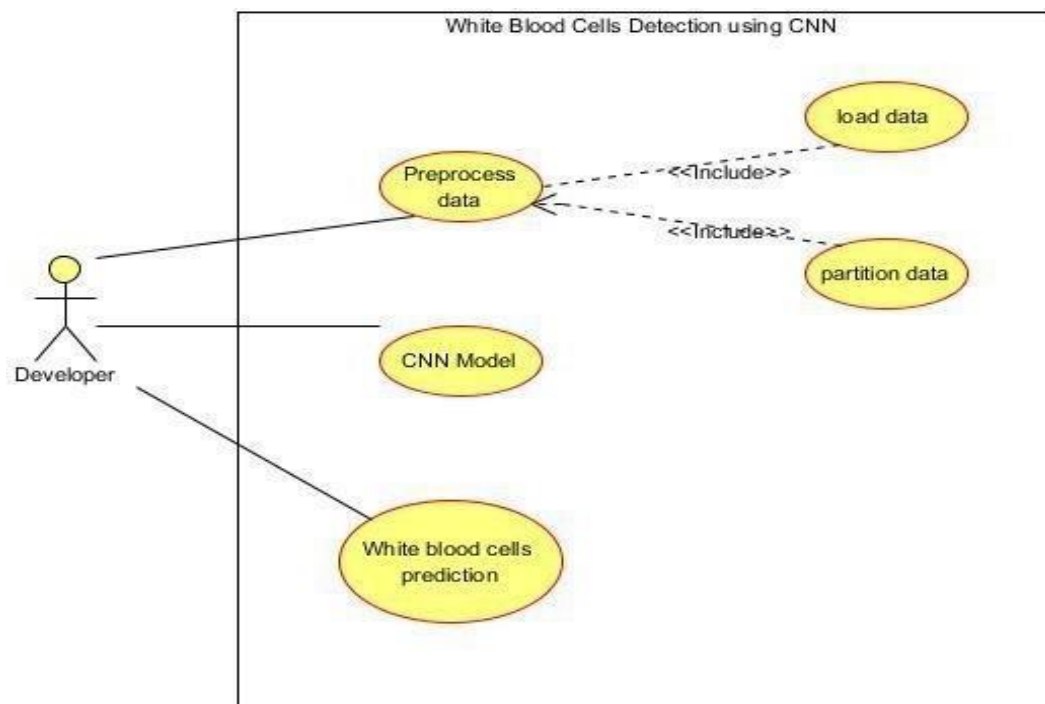 White Blood Cells Detection using CNN
load data
Preprocess
data
<<Include>>
<<Include>>
partition data
CNN Model
Developer
White blood cells
prediction